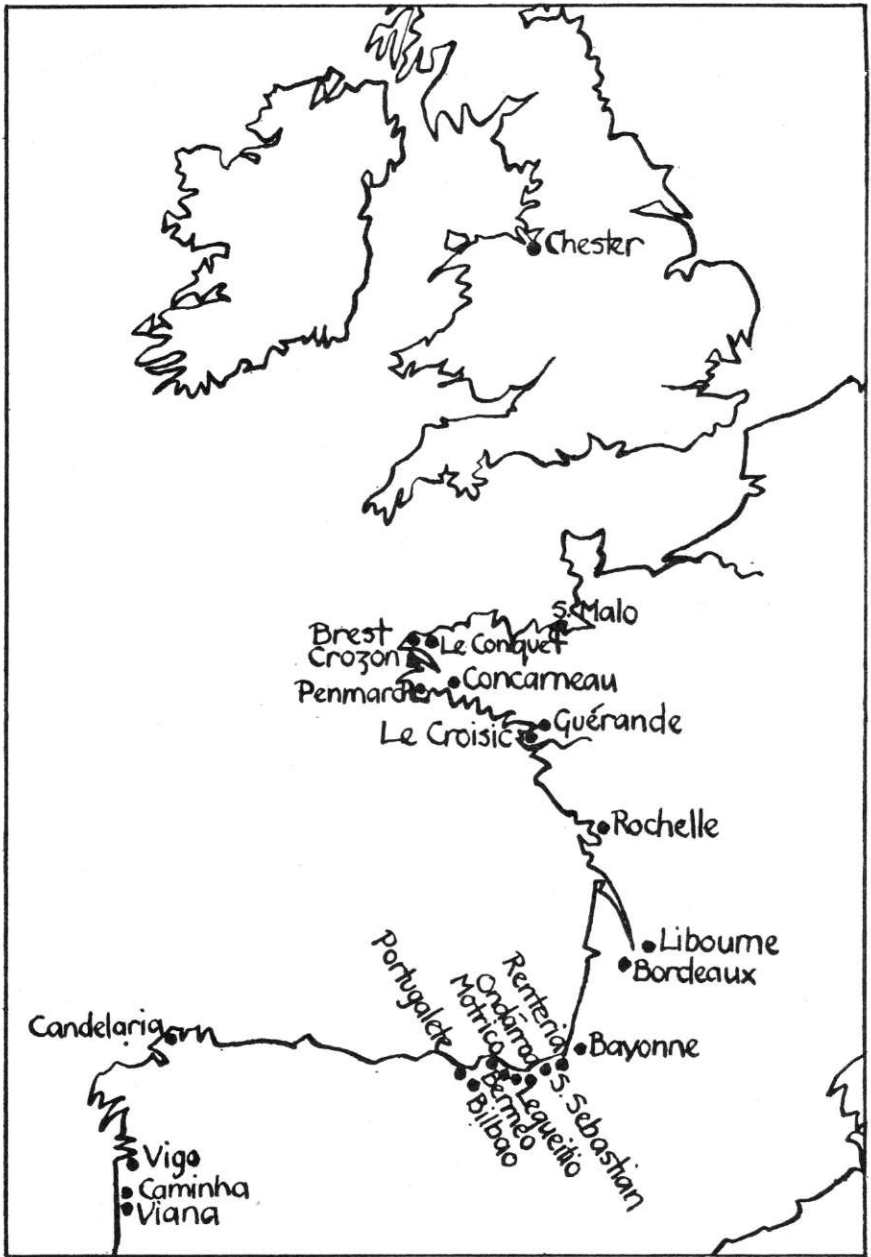 Chester
S. Malo
Brest
Le Conquet
Crozon
Concarneau
Penmarch
Guérande
Le Croisic
Rochelle
Libourne
Bordeaux
Portugalete
Motrico
Ondárroa
Renteria
Candelaria
Bayonne
Bilbao
Bermeo
Lequeitio
S. Sebastian
Vigo
Caminha
Viana